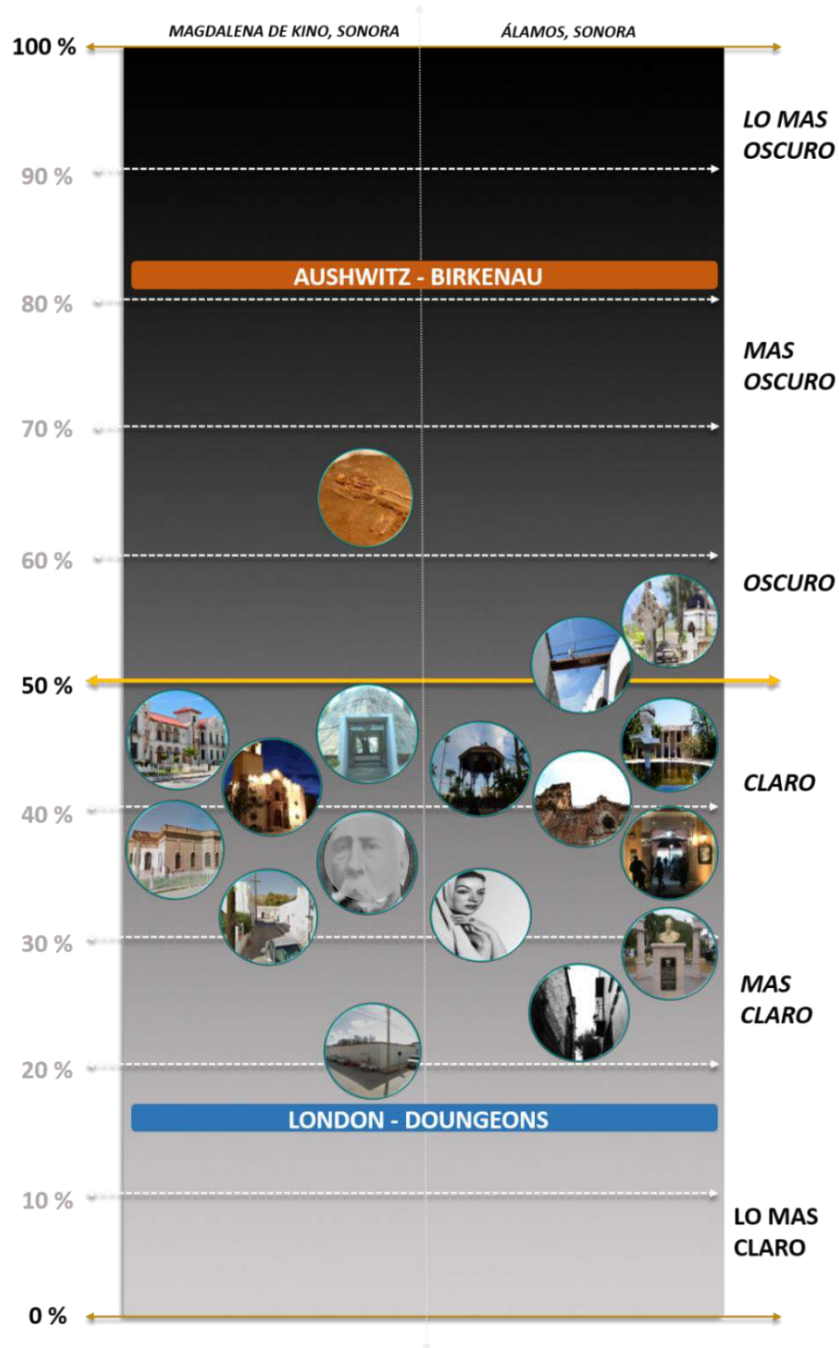 MAGDALENA DE KINO, SONORA
ÁLAMOS, SONORA
100 %
LO MAS
OSCURO
90 %
AUSHWITZ - BIRKENAU
80 %
MAS
OSCURO
70 %
60 %
OSCURO
50 %
CLARO
40 %
30 %
MAS
CLARO
20 %
LONDON - DOUNGEONS
10 %
LO MAS
CLARO
0 %